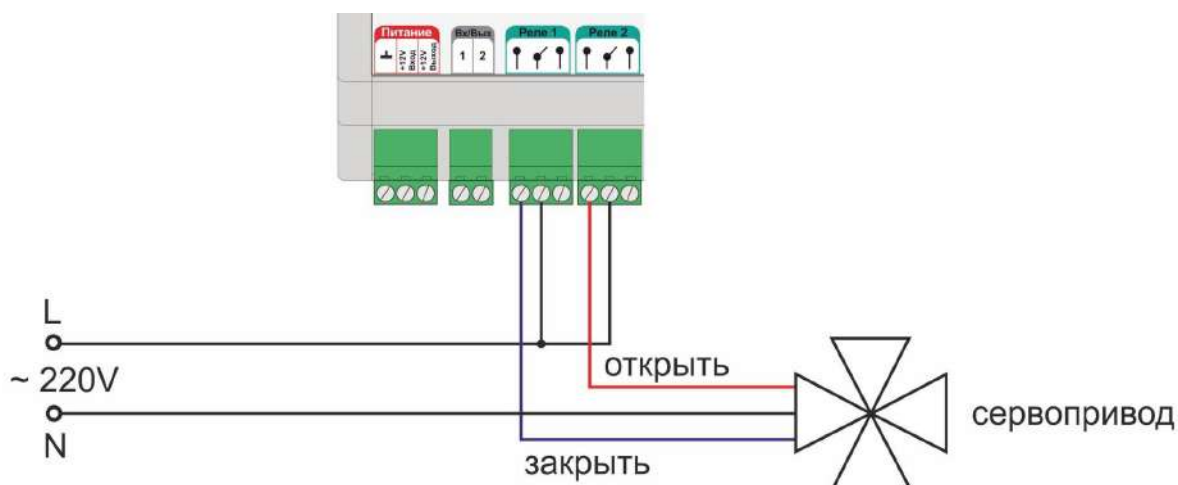 Питание Вх/Вых Реле 1 Реле 2
+12V Вход +12V Выход 1 2
L
~ 220V
N
открыть
закрыть
сервопривод